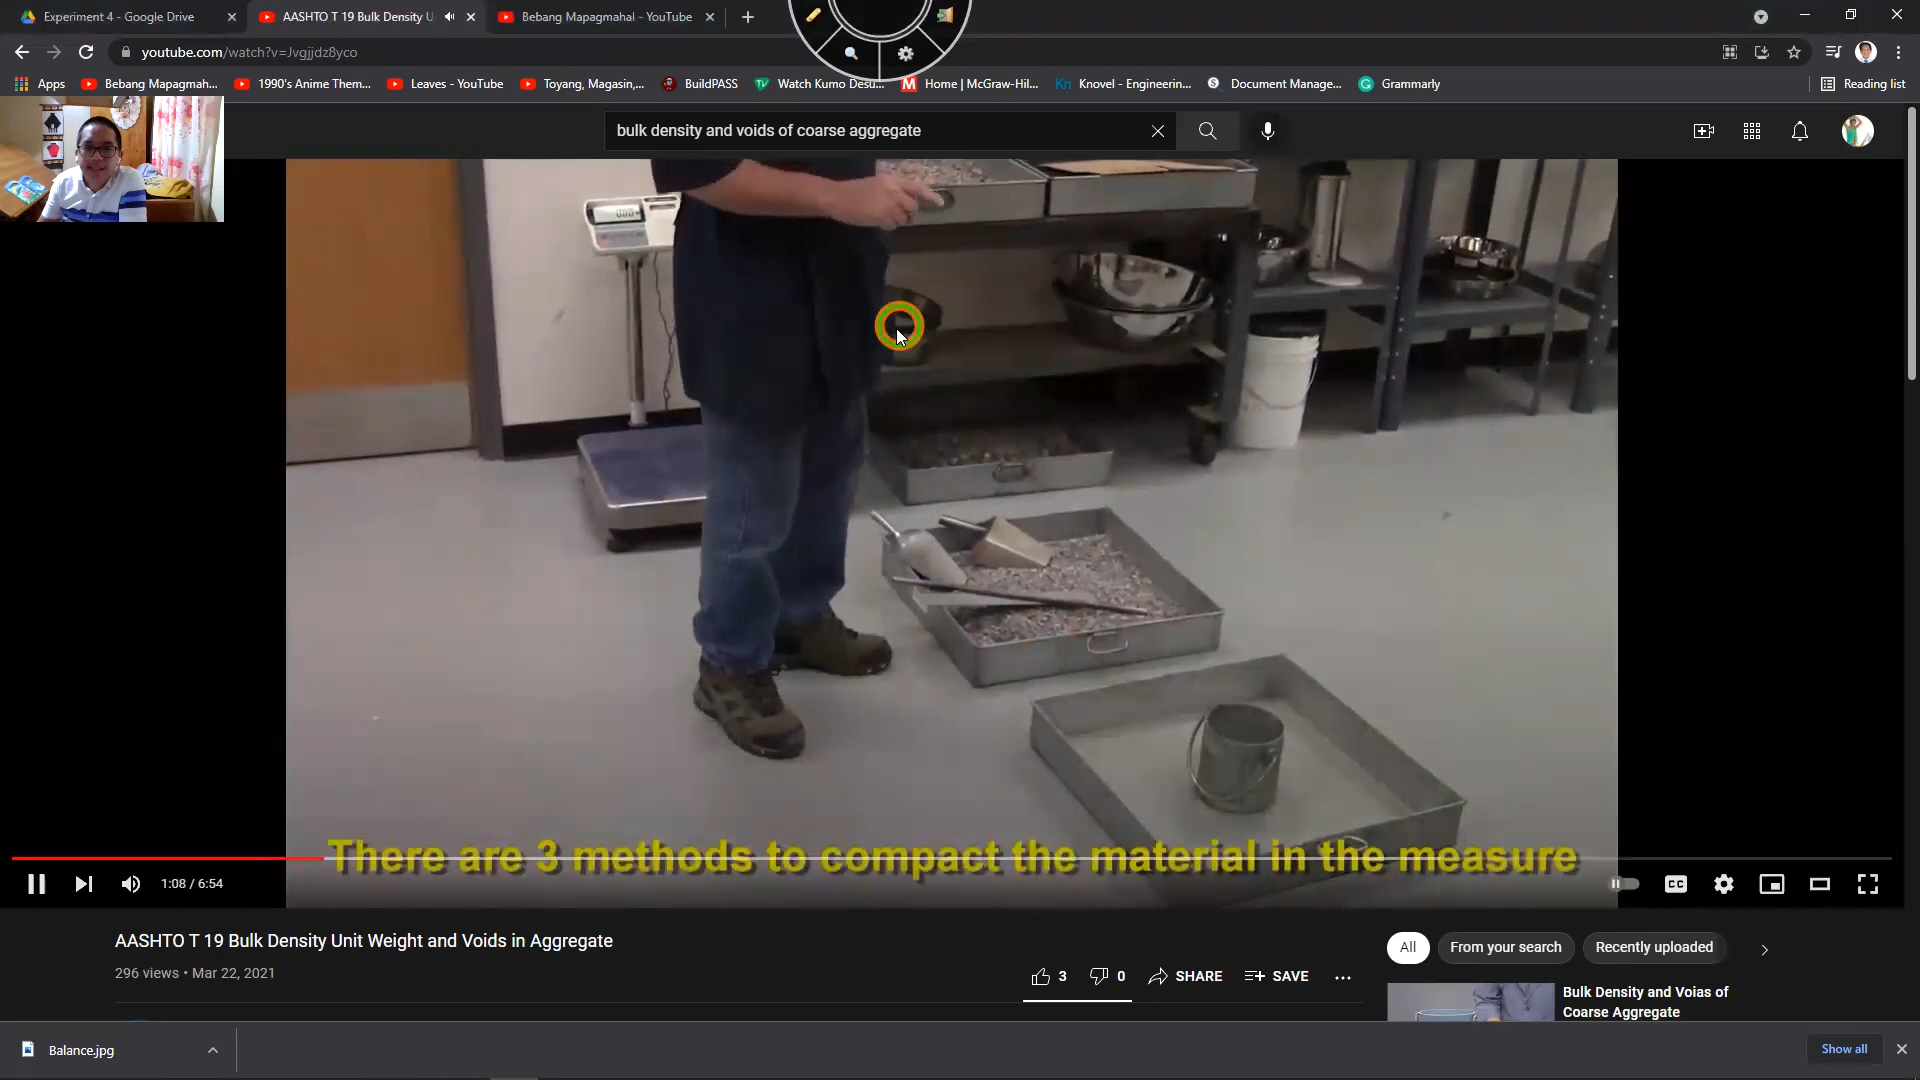 Experiment 4 - Google Drive
AASHTO T 19 Bulk Density U
Bebang Mapagmahal - YouTube
youtube.com/watch?v=Jvgjjdz8yco
Apps
Bebang Mapagmah...
1990's Anime Them...
Leaves - YouTube
Toyang, Magasin,...
BuildPASS
Watch Kumo Desu...
Home | McGraw-Hil...
Knovel - Engineerin...
Document Manage...
Grammarly
Reading list
bulk density and voids of coarse aggregate
There are 3 methods to compact the material in the measure
1:08 / 6:54
CC
AASHTO T 19 Bulk Density Unit Weight and Voids in Aggregate
296 views • Mar 22, 2021
3
0
SHARE
SAVE
All
From your search
Recently uploaded
Bulk Density and Voias of
Coarse Aggregate
Balance.jpg
Show all